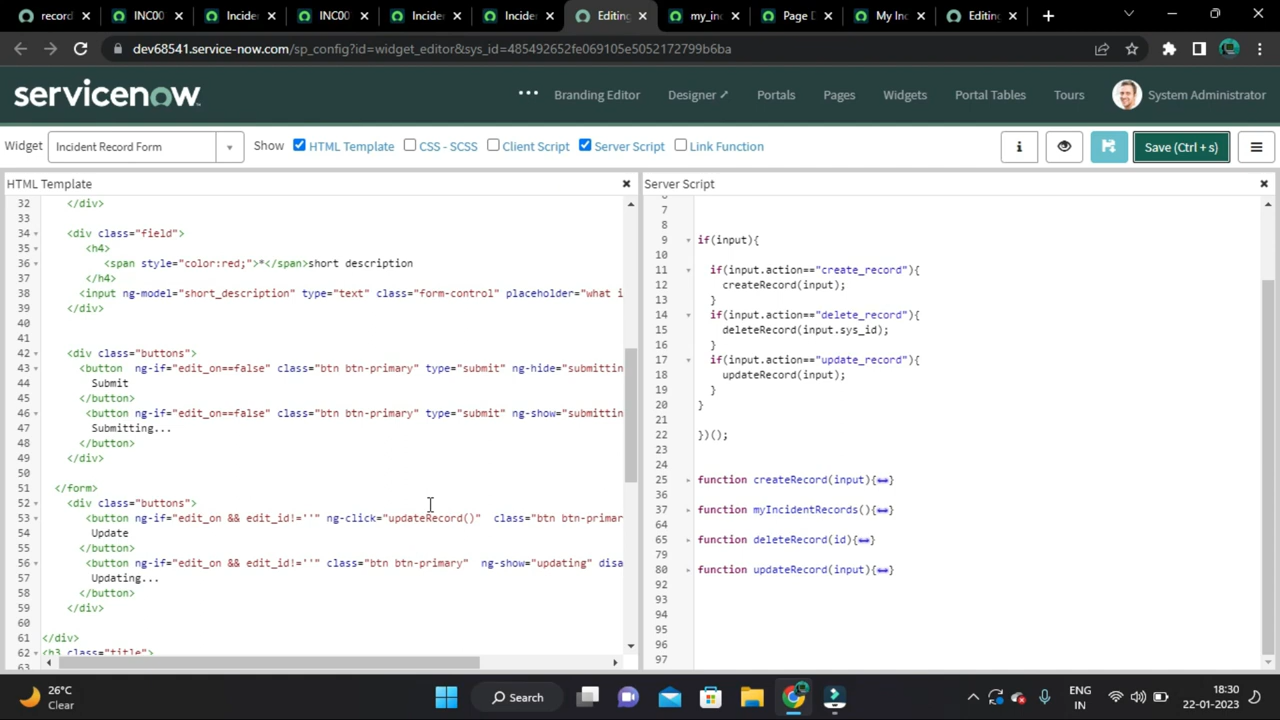 record
INC00
Inciden
INC00
Inciden
Inciden
Editing
my_inc
Page D
My Inc
Editing
dev68541.service-now.com/sp_config?id=widget_editor&sys_id=485492652fe069105e5052172799b6ba
servicenow
Branding Editor
Designer
Portals
Pages
Widgets
Portal Tables
Tours
System Administrator
Widget
Incident Record Form
Show
HTML Template
CSS - SCSS
Client Script
Server Script
Link Function
Save (Ctrl + s)
HTML Template
32 </div>
33
34 <div class="field">
35 <h4>
36 <span style="color:red;">*</span>short description
37 </h4>
38 <input ng-model="short_description" type="text" class="form-control" placeholder="what i
39 </div>
40
41
42 <div class="buttons">
43 <button ng-if="edit_on==false" class="btn btn-primary" type="submit" ng-hide="submittin
44 Submit
45 </button>
46 <button ng-if="edit_on==false" class="btn btn-primary" type="submit" ng-show="submittin
47 Submitting...
48 </button>
49 </div>
50
51 </form>
52 <div class="buttons">
53 <button ng-if="edit_on && edit_id!=''" ng-click="updateRecord()" class="btn btn-primar
54 Update
55 </button>
56 <button ng-if="edit_on && edit_id!=''" class="btn btn-primary" ng-show="updating" disa
57 Updating...
58 </button>
59 </div>
60
61 </div>
62 <h3 class="title">
63
Server Script
6
7
8
9 if(input){
10
11 if(input.action=="create_record"){
12 createRecord(input);
13 }
14 if(input.action=="delete_record"){
15 deleteRecord(input.sys_id);
16 }
17 if(input.action=="update_record"){
18 updateRecord(input);
19 }
20 }
21
22 })();
23
24
25 function createRecord(input){↔}
36
37 function myIncidentRecords(){↔}
64
65 function deleteRecord(id){↔}
79
80 function updateRecord(input){↔}
92
93
94
95
96
97
26°C
Clear
Search
ENG
IN
18:30
22-01-2023